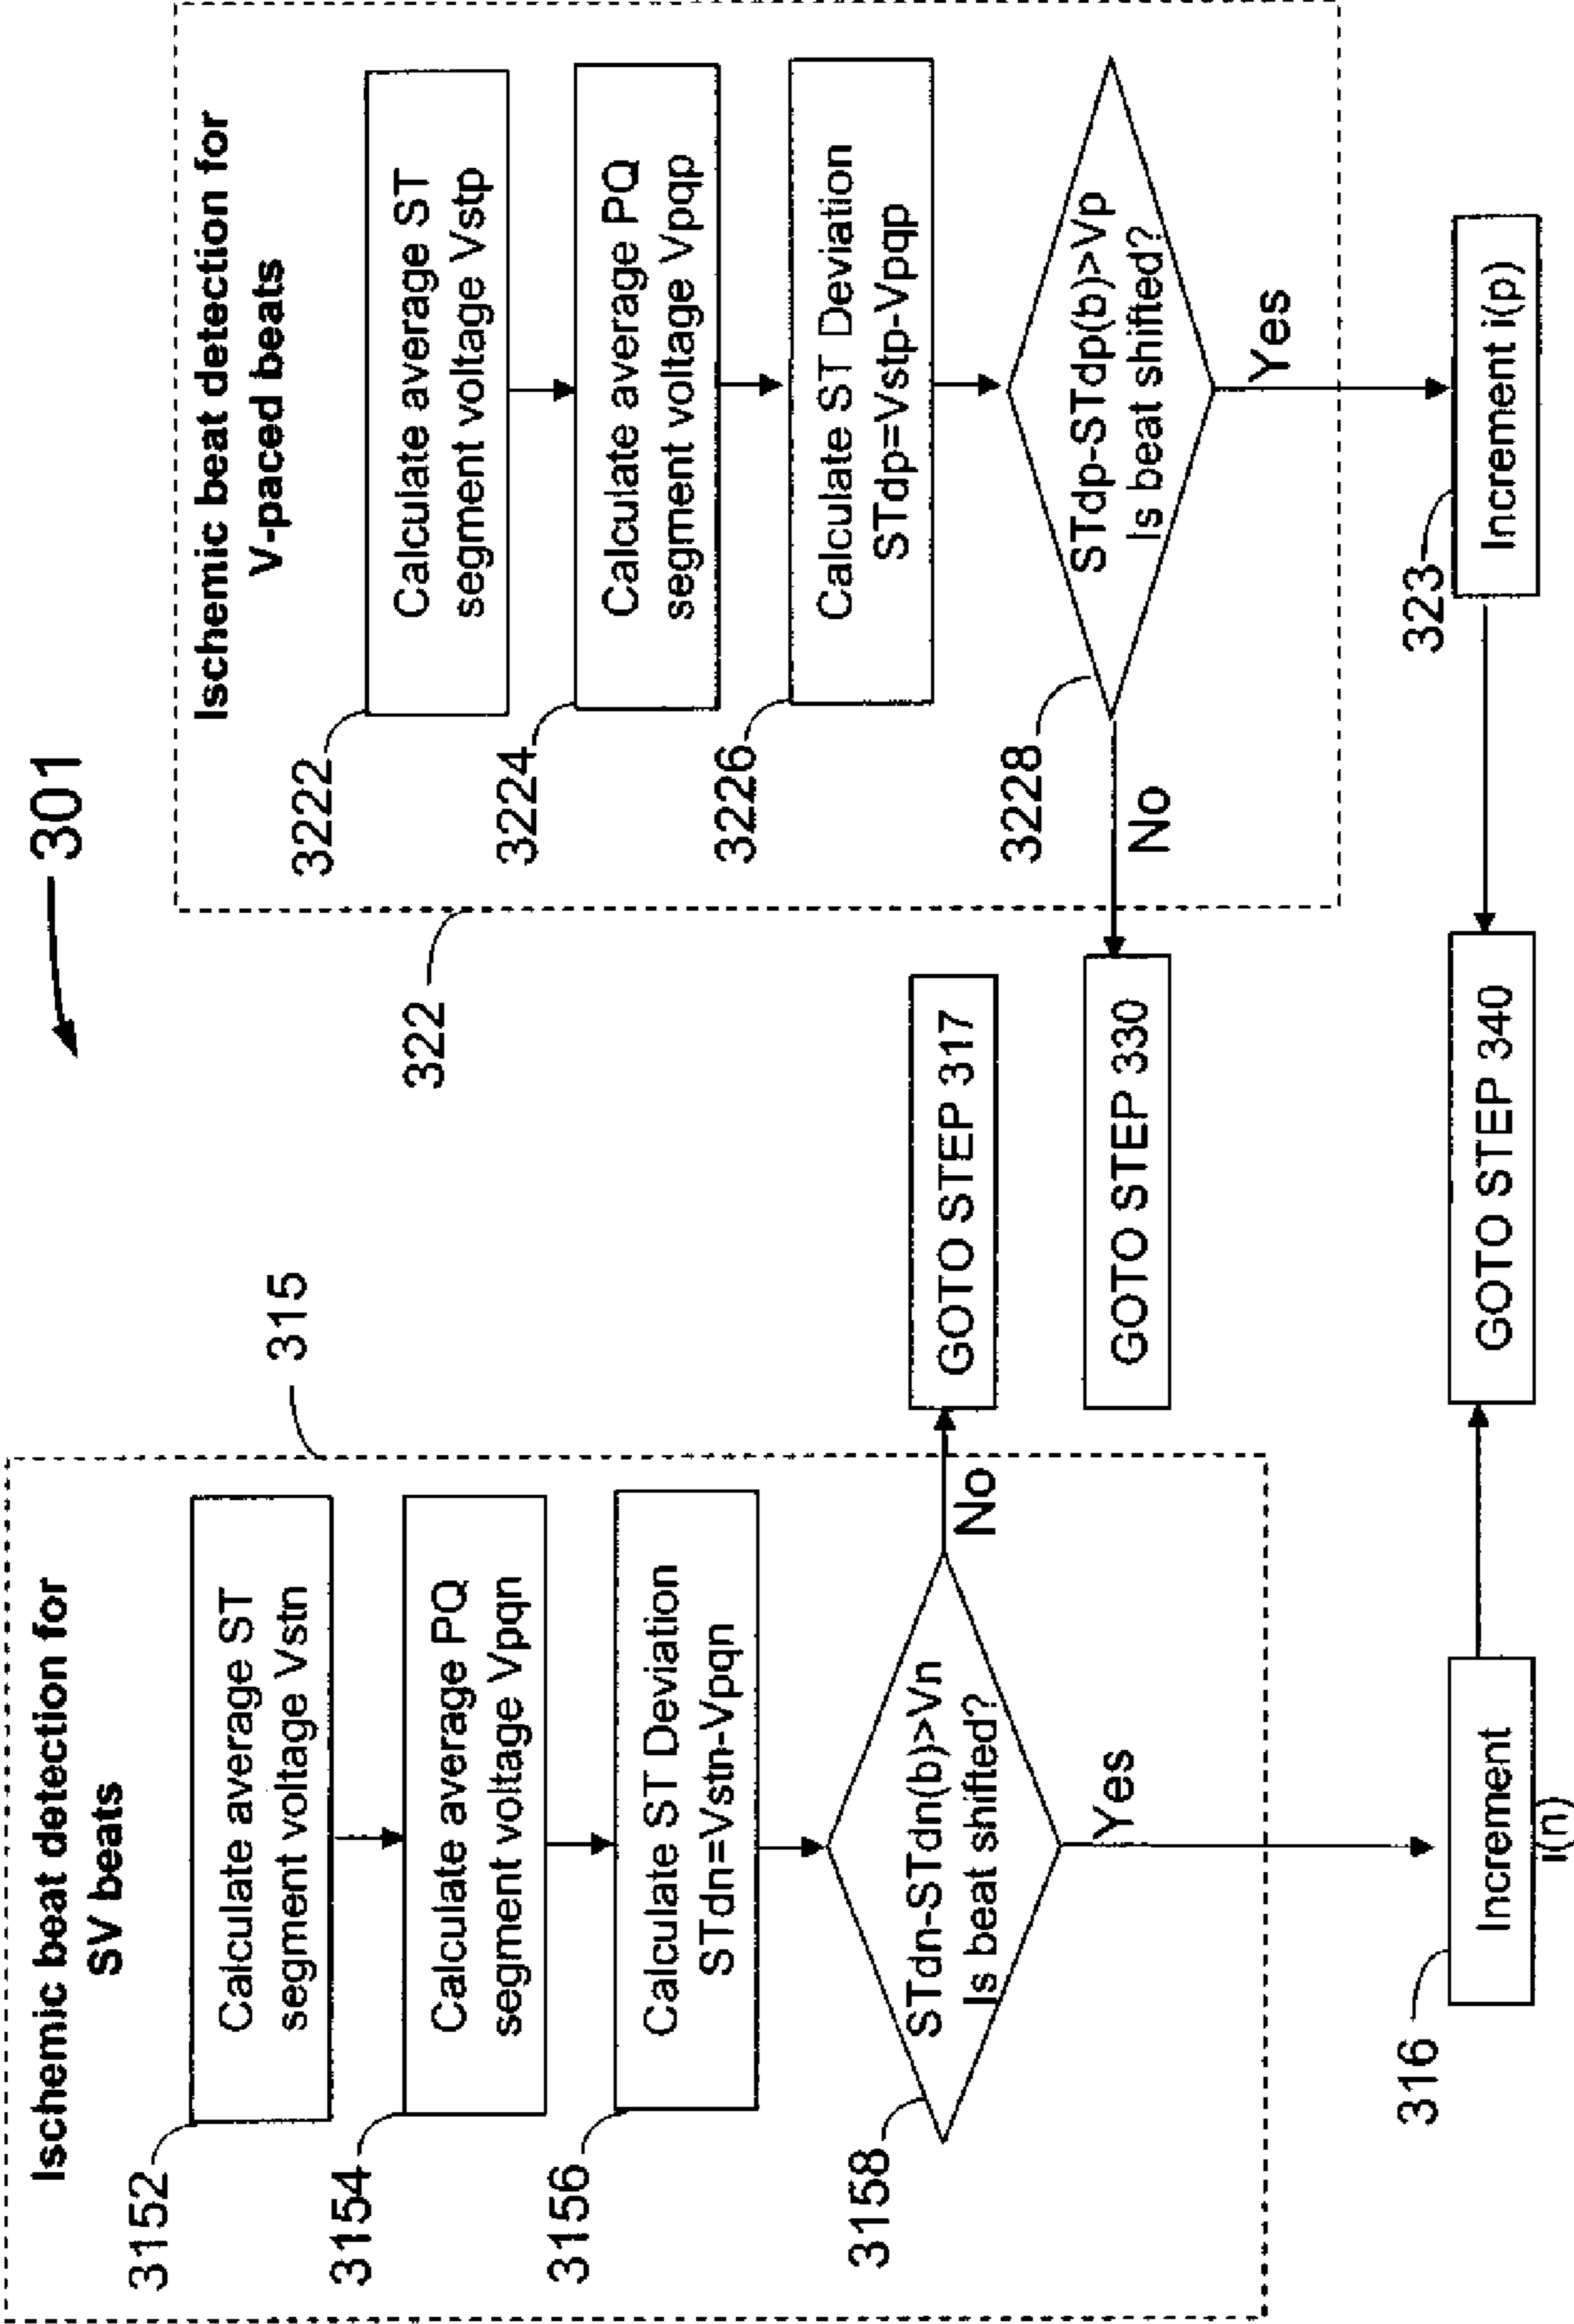 301
Ischemic beat detection for
SV beats
315
3152
Calculate average ST
segment voltage Vstn
3154
Calculate average PQ
segment voltage Vpqn
3156
Calculate ST Deviation
STdn=Vstn-Vpqn
3158
STdn-STdn(b)>Vn
Is beat shifted?
No
Yes
GOTO STEP 317
316
Increment
i(n)
Ischemic beat detection for
V-paced beats
322
3222
Calculate average ST
segment voltage Vstp
3224
Calculate average PQ
segment voltage Vpqp
3226
Calculate ST Deviation
STdp=Vstp-Vpqp
3228
STdp-STdp(b)>Vp
Is beat shifted?
No
Yes
GOTO STEP 330
323
Increment i(p)
GOTO STEP 340